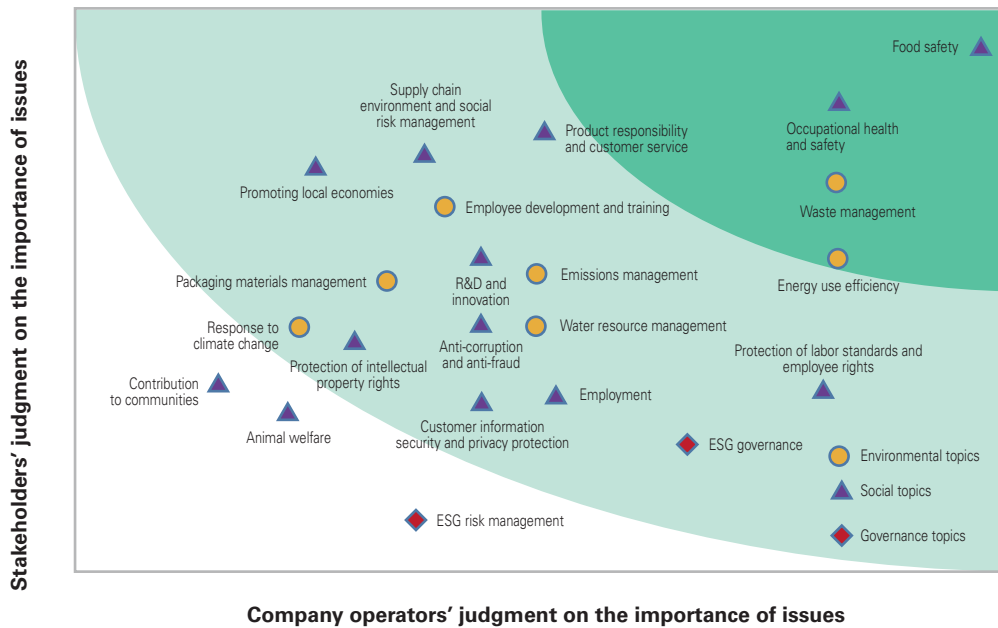 Stakeholders' judgment on the importance of issues
Food safety
Supply chain
environment and social
risk management
Product responsibility
and customer service
Occupational health
and safety
Promoting local economies
Employee development and training
Waste management
Packaging materials management
R&D and
innovation
Emissions management
Energy use efficiency
Response to
climate change
Protection of intellectual
property rights
Anti-corruption
and anti-fraud
Water resource management
Protection of labor standards and
employee rights
Contribution
to communities
Animal welfare
Customer information
security and privacy protection
Employment
ESG governance
Environmental topics
Social topics
ESG risk management
Governance topics
Company operators' judgment on the importance of issues